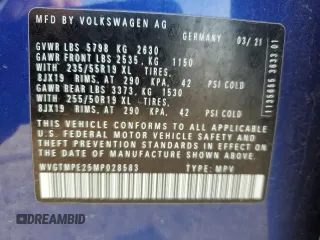 MFD BY VOLKSWAGEN AG
GERMANY 03/21
GVWR LBS 5798 KG 2630
GAWR FRONT LBS 2535, KG 1150
235/55R19 XL TIRES,
8JX19 RIMS, AT KPA 290, 42 PSI COLD
GAWR REAR LBS 3373, KG 1530
255/50R19 XL TIRES,
8JX19 RIMS, AT KPA 290, 42 PSI COLD
THIS VEHICLE CONFORMS TO ALL APPLICABLE
U.S. FEDERAL MOTOR VEHICLE SAFETY, BUMPER,
AND THEFT PREVENTION STANDARDS IN EFFECT
ON THE DATE OF MANUFACTURE SHOWN ABOVE.
WVGTMPE25MP028583 TYPE: MPV